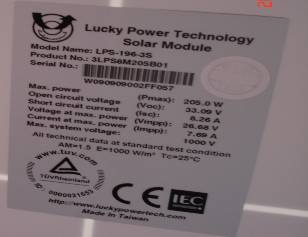 Lucky Power Technology
Solar Module
Model Name: LPS-196-3S
Product No.: 3LPS6M20SB01
Serial No.:
W090909002FF057
Max. power (Pmax): 205.0 W
Open circuit voltage (Voc): 33.09 V
Short circuit current (Isc): 8.26 A
Voltage at max. power (Vmpp): 26.68 V
Current at max. power (Impp): 7.69 A
Max. system voltage: 1000 V
All technical data at standard test condition
AM=1.5 E=1000 W/m² Tc=25°C
www.tuv.com
TÜVRheinland
ID: 0000031553
CE
IEC
http://www.luckypowertech.com
Made In Taiwan